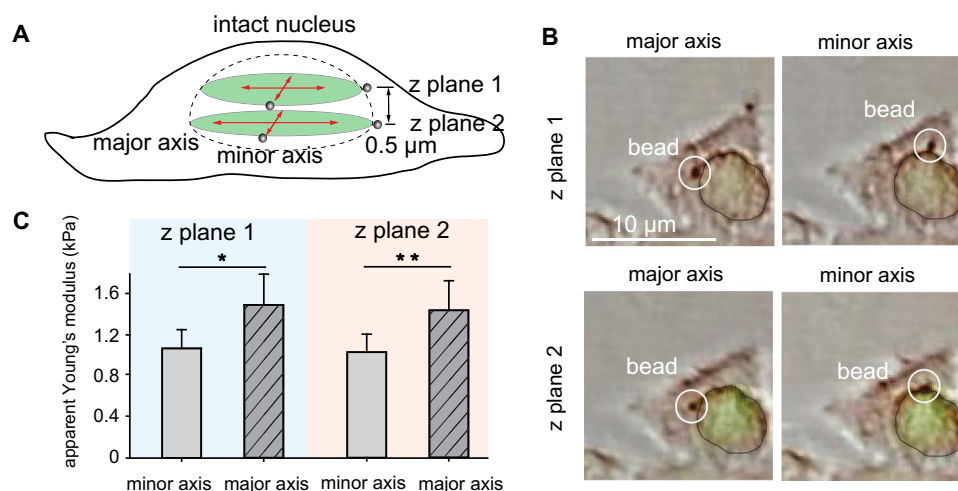 A
intact nucleus
z plane 1
z plane 2
major axis
minor axis
0.5 µm
B
major axis
minor axis
z plane 1
bead
bead
10 µm
major axis
minor axis
z plane 2
bead
bead
C
z plane 1
z plane 2
*
**
apparent Young's modulus (kPa)
1.6
1.2
0.8
0.4
0
minor axis
major axis
minor axis
major axis